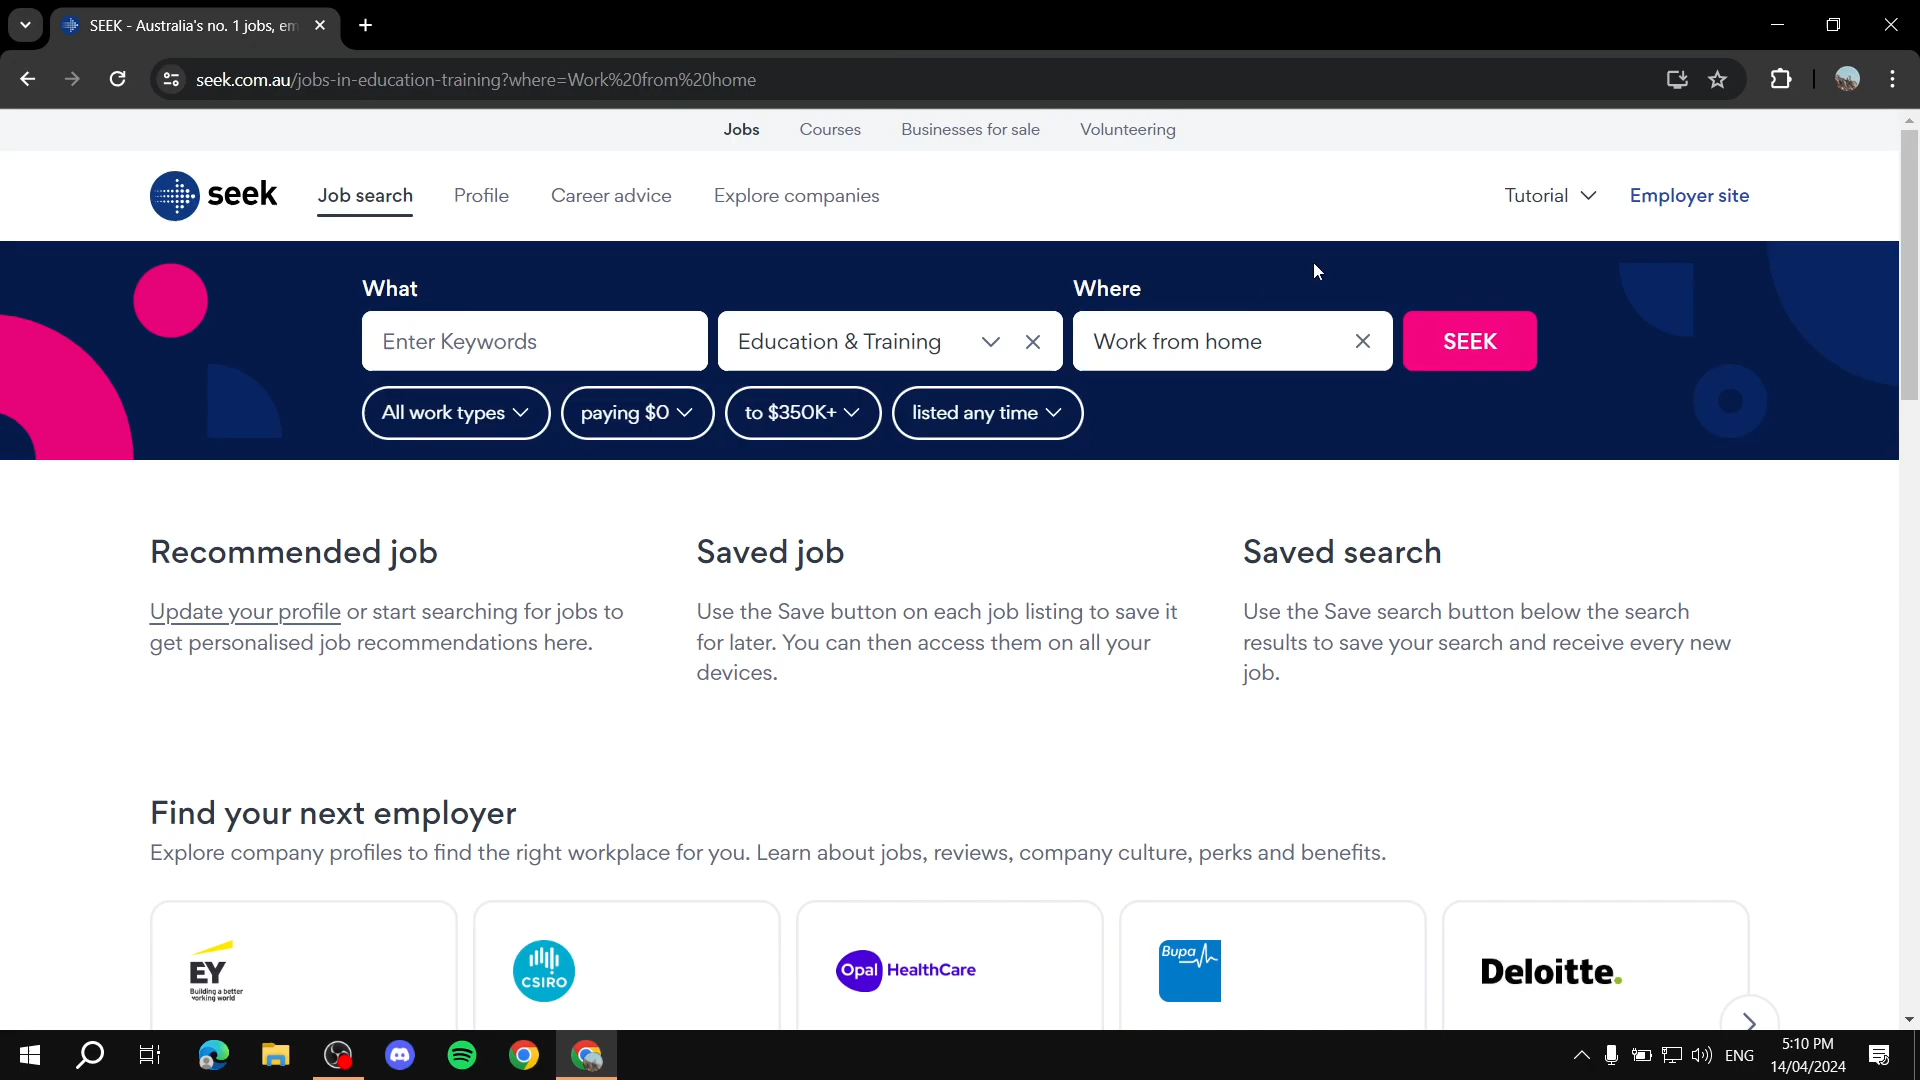 SEEK - Australia's no. 1 jobs, em
seek.com.au/jobs-in-education-training?where=Work%20from%20home
Jobs Courses Businesses for sale Volunteering
seek Job search Profile Career advice Explore companies Tutorial Employer site
What Where
Enter Keywords Education & Training Work from home SEEK
All work types paying $0 to $350K+ listed any time
Recommended job
Update your profile or start searching for jobs to
get personalised job recommendations here.
Saved job
Use the Save button on each job listing to save it
for later. You can then access them on all your
devices.
Saved search
Use the Save search button below the search
results to save your search and receive every new
job.
Find your next employer
Explore company profiles to find the right workplace for you. Learn about jobs, reviews, company culture, perks and benefits.
EY
Building a better
working world
CSIRO
Opal HealthCare
Bupa
Deloitte.
ENG
5:10 PM
14/04/2024